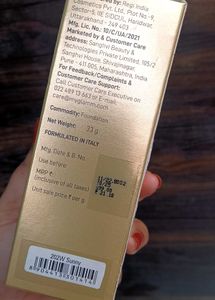 Cosmetics Pvt. Ltd., Plot No.-9
Sector-6, IIE SIDCUL, Haridwar,
Uttarakhand - 249403
Mfg. Lic. No.: 10/C/UA/2021
Marketed by & Customer Care
Address: Sanghvi Beauty &
Technologies Private Limited, 105/2
Sanghvi House, Shivajinagar,
Pune - 411 005, Maharashtra, India
For Feedback/Complaints &
Customer Care Support:
Call Customer Care Executive on
022 489 13 661 or E-mail:
care@myglamm.com
Commodity: Foundation
Net Weight: 23 g
FORMULATED IN ITALY
Mfg. Date & B. No.
Use before
MRP ₹
(Inclusive of all taxes)
Unit sale price ₹ per g
202W Sunny